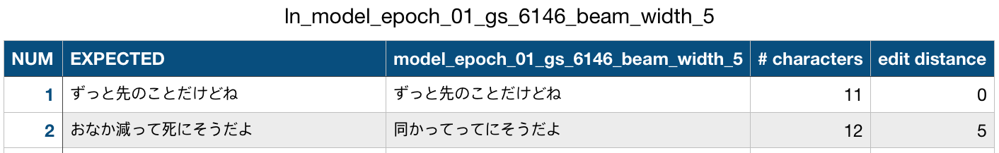 ln_model_epoch_01_gs_6146_beam_width_5
NUM EXPECTED model_epoch_01_gs_6146_beam_width_5 # characters edit distance
1 ずっと先のことだけどね ずっと先のことだけどね 11 0
2 おなか減って死にそうだよ 同かってってにそうだよ 12 5